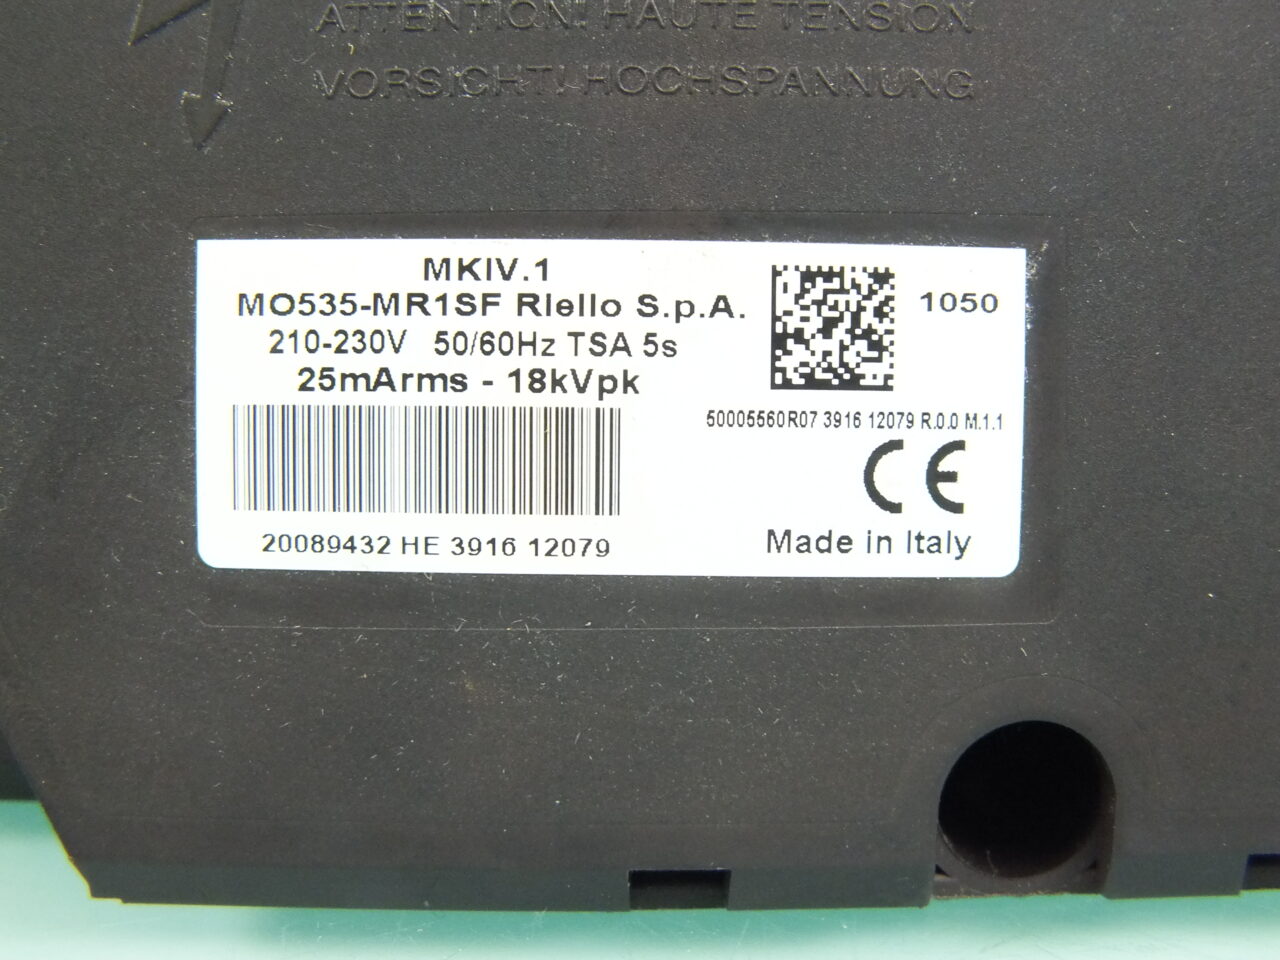 ATTENTION! HAUTE TENSION
VORSICHT! HOCHSPANNUNG
MKIV.1
MO535-MR1SF Riello S.p.A.
210-230V 50/60Hz TSA 5s
25mArms - 18kVpk
20089432 HE 3916 12079
1050
50005560R07 3916 12079 R.0.0 M.1.1
CE
Made in Italy